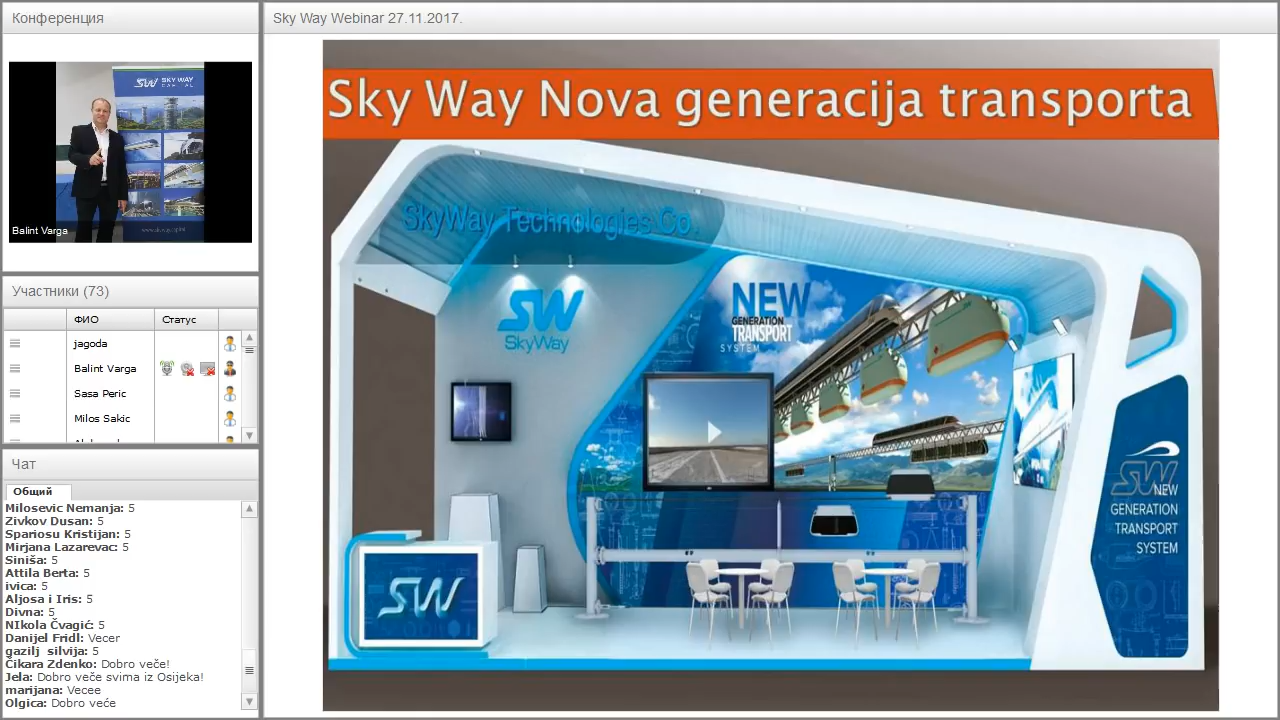 Конференция
SKY WAY
CAPITAL
Balint Varga
Участники (73)
ФИО
Статус
jagoda
Balint Varga
Sasa Peric
Milos Sakic
Чат
Общий
Milosevic Nemanja: 5
Zivkov Dusan: 5
Spariosu Kristijan: 5
Mirjana Lazarevac: 5
Siniša: 5
Attila Berta: 5
ivica: 5
Aljosa i Iris: 5
Divna: 5
NIkola Čvagić: 5
Danijel Fridl: Vecer
gazilj silvija: 5
Čikara Zdenko: Dobro veče!
Jela: Dobro veče svima iz Osijeka!
marijana: Vecee
Olgica: Dobro veće
Sky Way Webinar 27.11.2017.
Sky Way Nova generacija transporta
SkyWay Technologies Co.
SW
SkyWay
NEW
GENERATION
TRANSPORT
SYSTEM
SW
SW NEW
GENERATION
TRANSPORT
SYSTEM